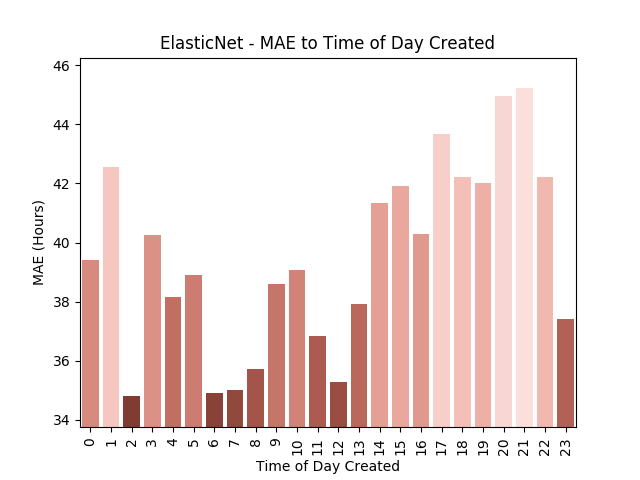 ElasticNet - MAE to Time of Day Created
MAE (Hours)
46
44
42
40
38
36
34
0 1 2 3 4 5 6 7 8 9 10 11 12 13 14 15 16 17 18 19 20 21 22 23
Time of Day Created